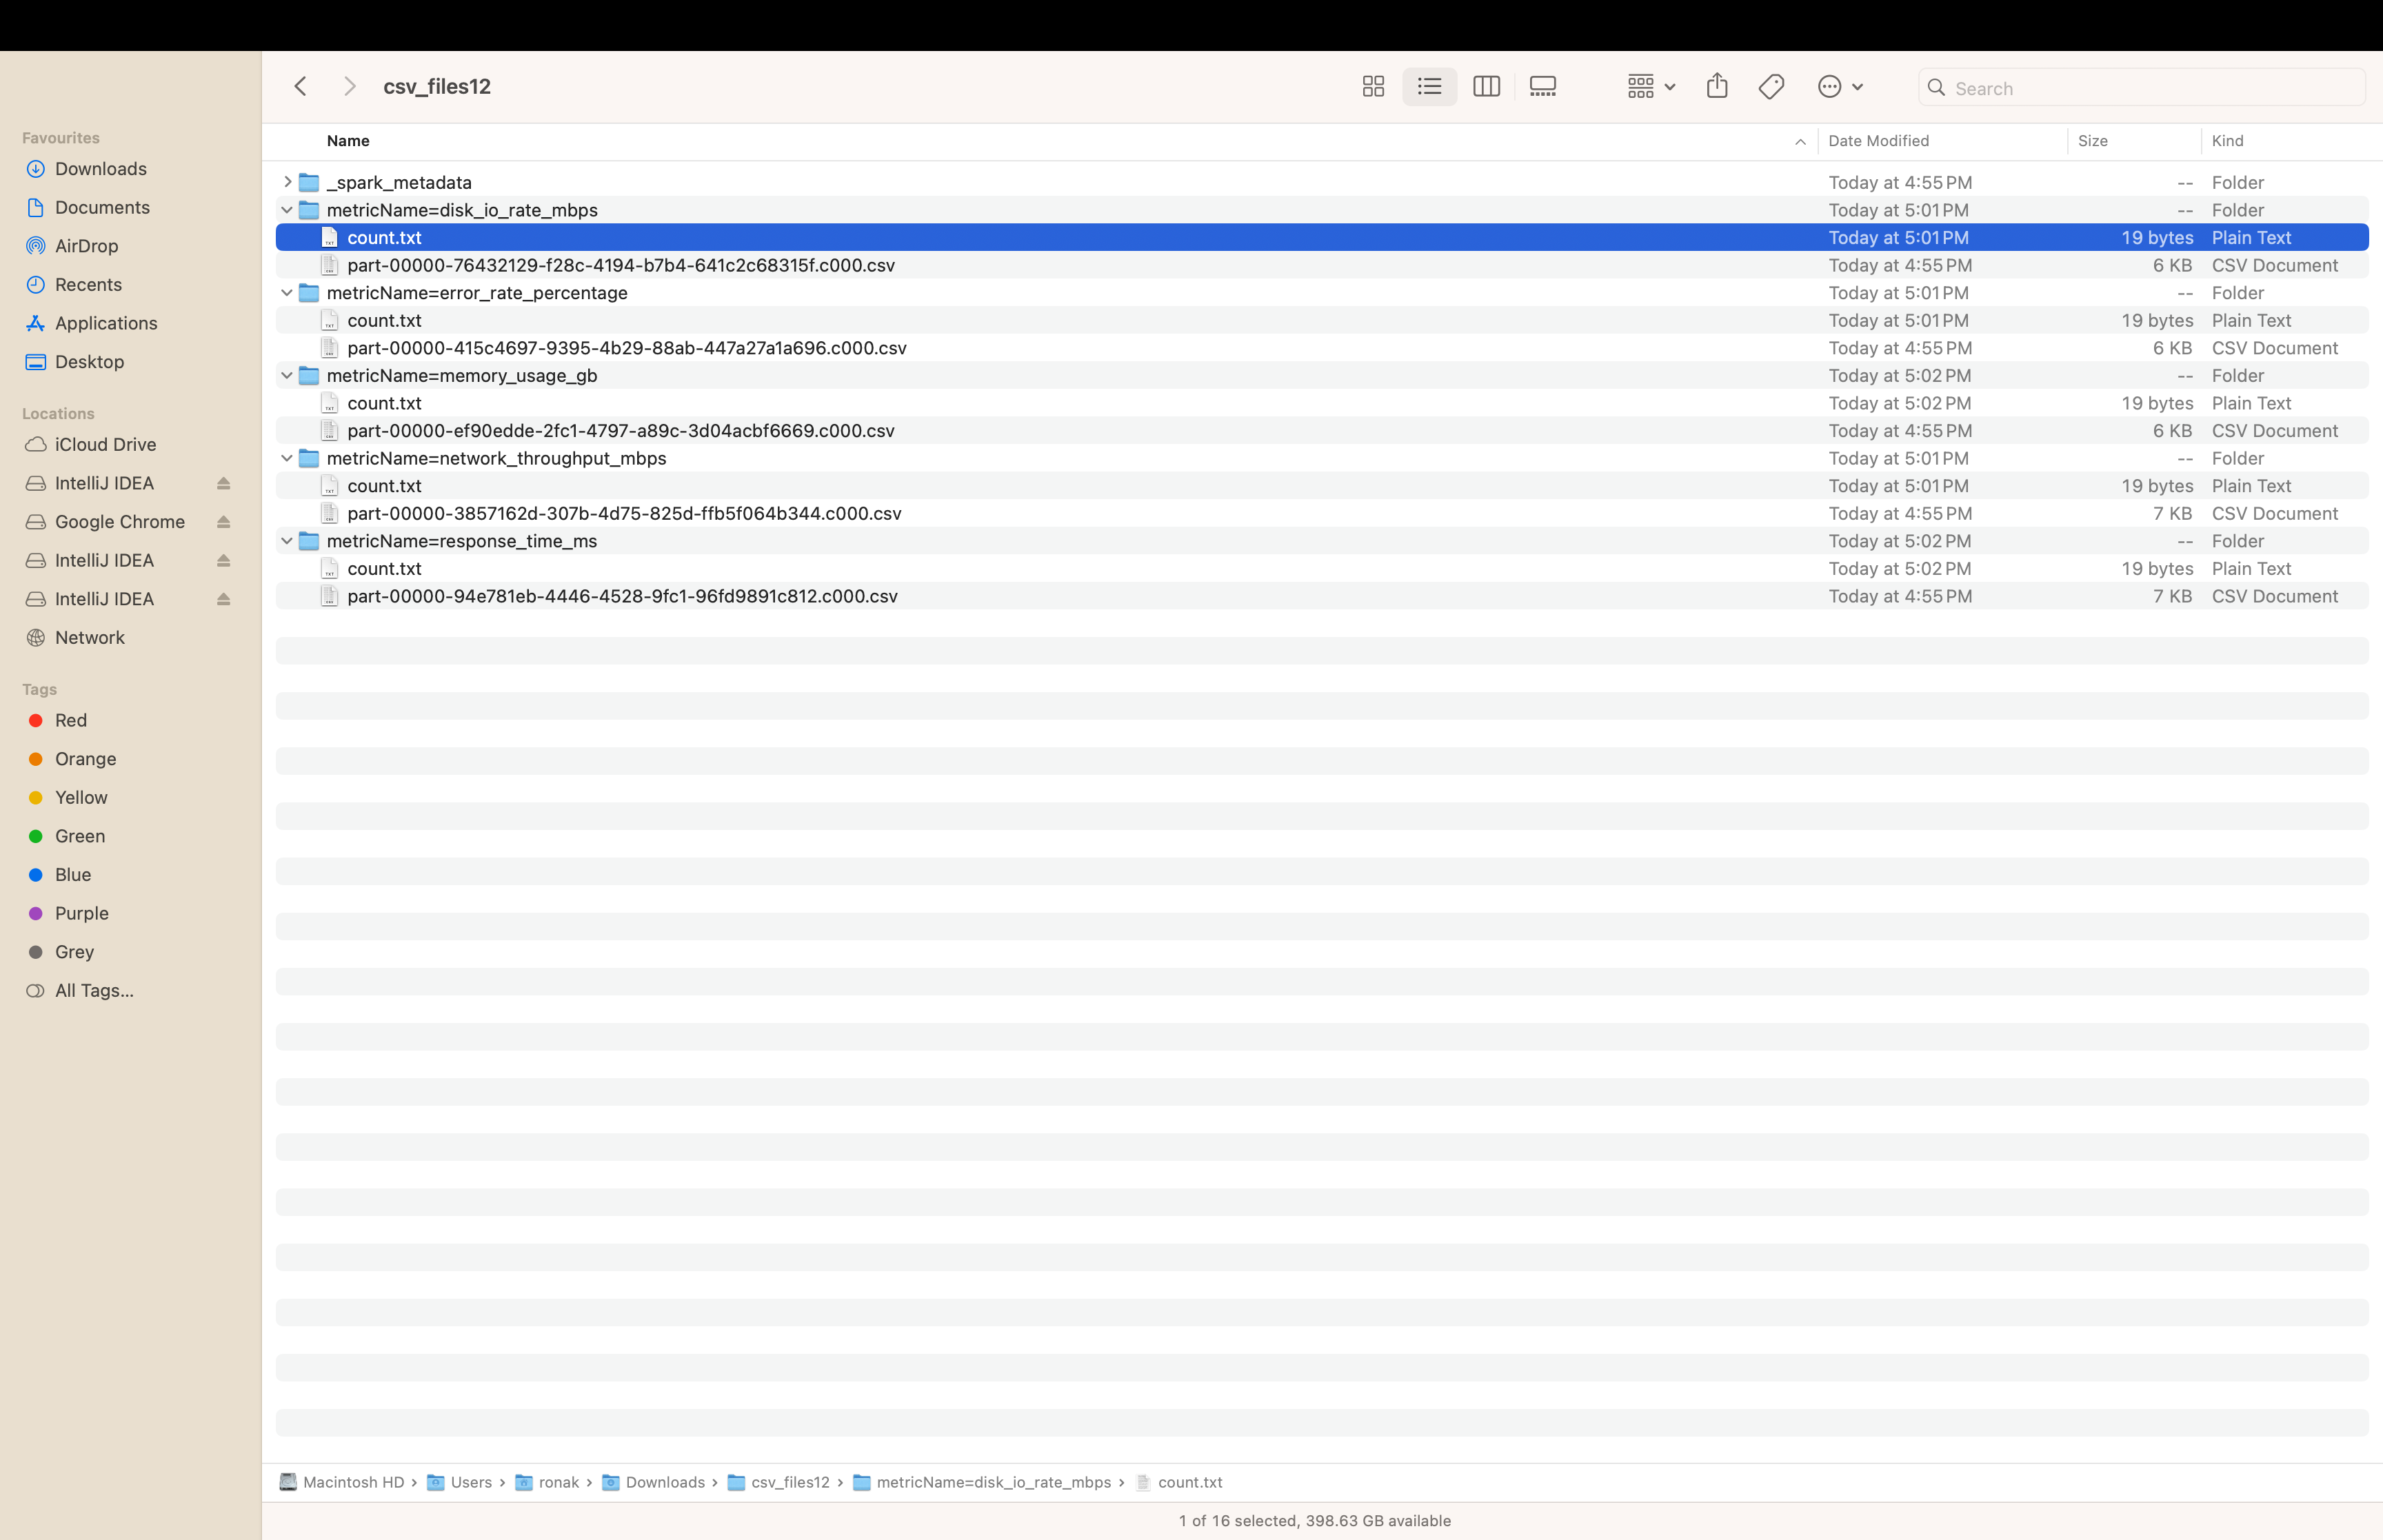 csv_files12
Search
Favourites
Downloads
Documents
AirDrop
Recents
Applications
Desktop
Locations
iCloud Drive
IntelliJ IDEA
Google Chrome
IntelliJ IDEA
IntelliJ IDEA
Network
Tags
Red
Orange
Yellow
Green
Blue
Purple
Grey
All Tags...
Name Date Modified Size Kind
_spark_metadata Today at 4:55 PM -- Folder
metricName=disk_io_rate_mbps Today at 5:01 PM -- Folder
count.txt Today at 5:01 PM 19 bytes Plain Text
part-00000-76432129-f28c-4194-b7b4-641c2c68315f.c000.csv Today at 4:55 PM 6 KB CSV Document
metricName=error_rate_percentage Today at 5:01 PM -- Folder
count.txt Today at 5:01 PM 19 bytes Plain Text
part-00000-415c4697-9395-4b29-88ab-447a27a1a696.c000.csv Today at 4:55 PM 6 KB CSV Document
metricName=memory_usage_gb Today at 5:02 PM -- Folder
count.txt Today at 5:02 PM 19 bytes Plain Text
part-00000-ef90edde-2fc1-4797-a89c-3d04acbf6669.c000.csv Today at 4:55 PM 6 KB CSV Document
metricName=network_throughput_mbps Today at 5:01 PM -- Folder
count.txt Today at 5:01 PM 19 bytes Plain Text
part-00000-3857162d-307b-4d75-825d-ffb5f064b344.c000.csv Today at 4:55 PM 7 KB CSV Document
metricName=response_time_ms Today at 5:02 PM -- Folder
count.txt Today at 5:02 PM 19 bytes Plain Text
part-00000-94e781eb-4446-4528-9fc1-96fd9891c812.c000.csv Today at 4:55 PM 7 KB CSV Document
Macintosh HD › Users › ronak › Downloads › csv_files12 › metricName=disk_io_rate_mbps › count.txt
1 of 16 selected, 398.63 GB available